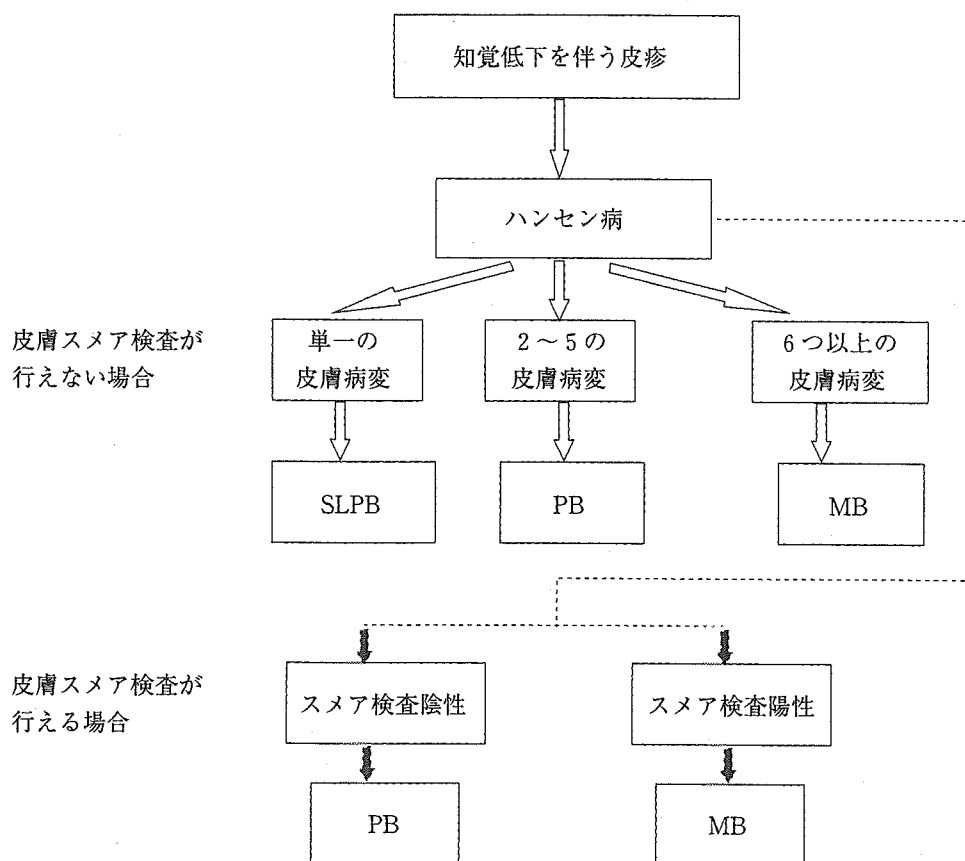 知覚低下を伴う皮疹
ハンセン病
皮膚スメア検査が
行えない場合
単一の
皮膚病変
2～5の
皮膚病変
6つ以上の
皮膚病変
SLPB
PB
MB
皮膚スメア検査が
行える場合
スメア検査陰性
スメア検査陽性
PB
MB